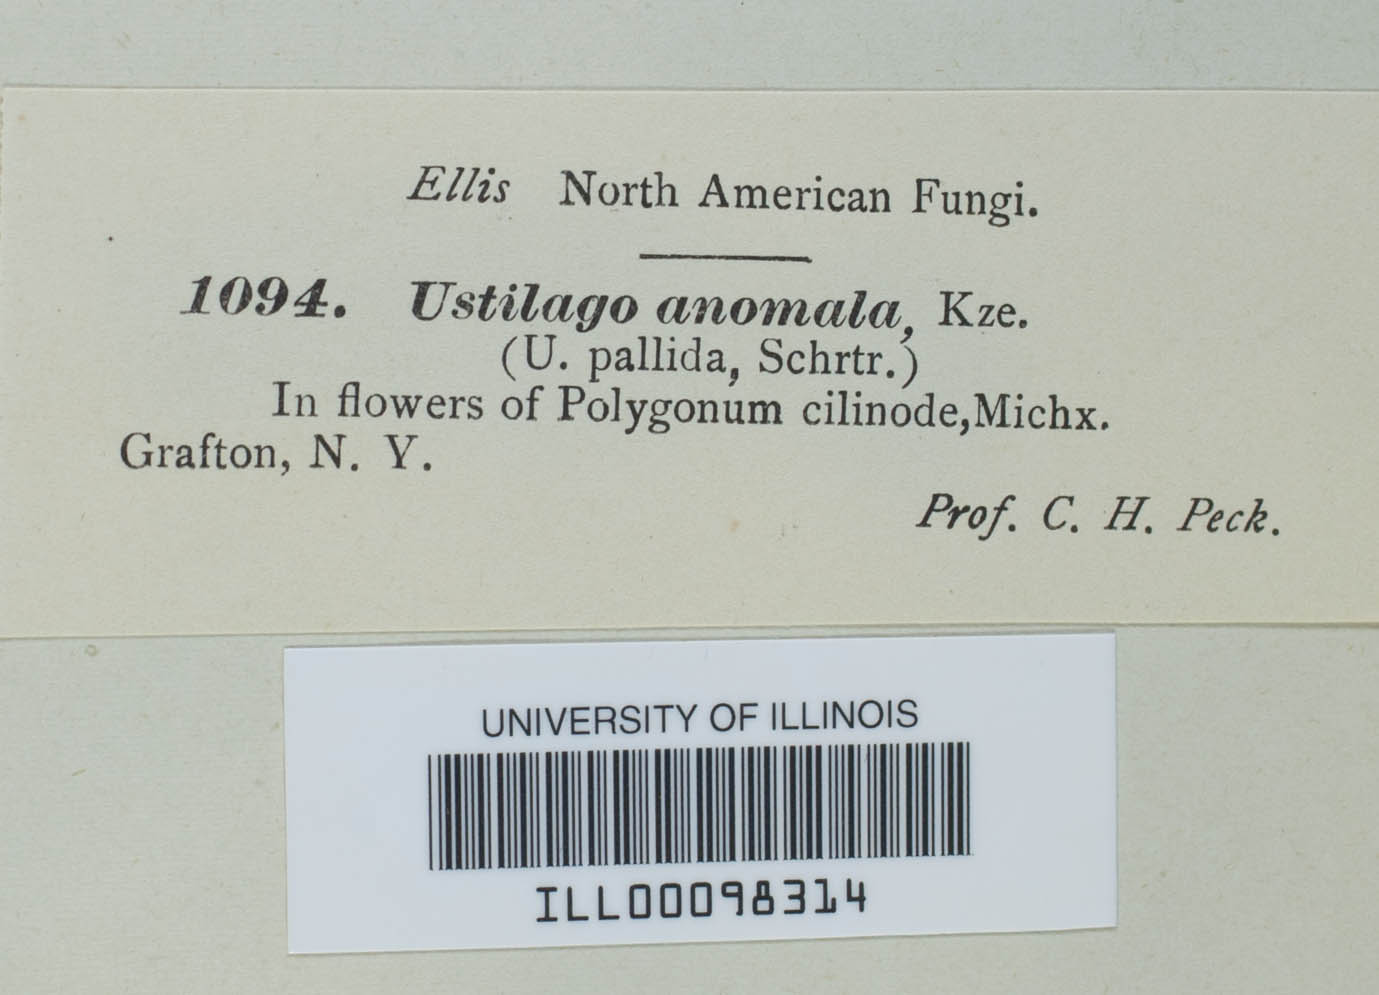 Ellis North American Fungi.
1094. Ustilago anomala, Kze.
(U. pallida, Schrtr.)
In flowers of Polygonum cilinode,Michx.
Grafton, N. Y.
Prof. C. H. Peck.
UNIVERSITY OF ILLINOIS
ILL00098314